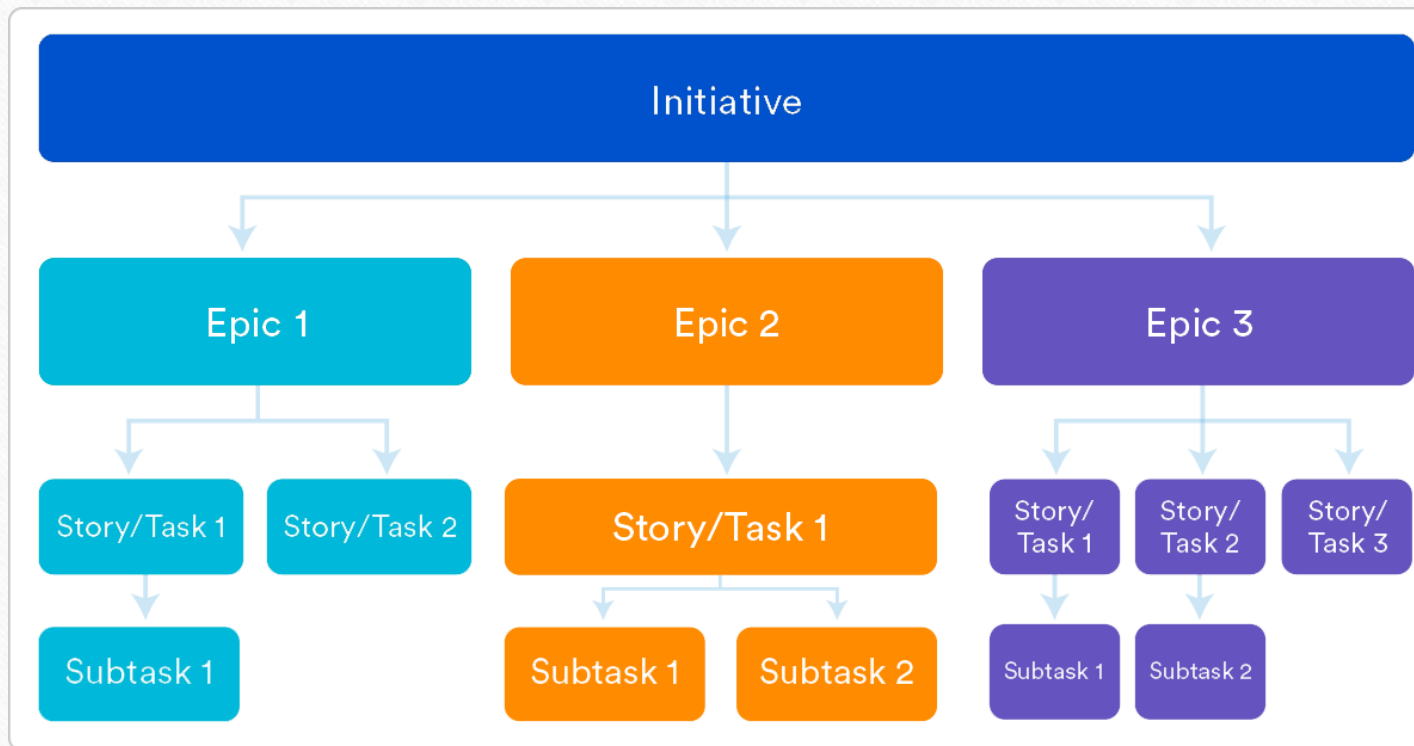 Initiative
Epic 1
Epic 2
Epic 3
Story/Task 1
Story/Task 2
Story/Task 1
Story/
Task 1
Story/
Task 2
Story/
Task 3
Subtask 1
Subtask 1
Subtask 2
Subtask 1
Subtask 2